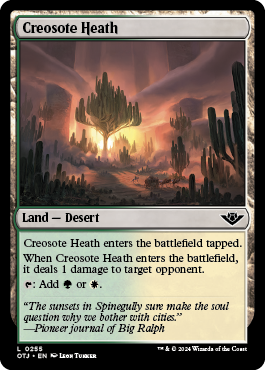 Creosote Heath
Land — Desert
Creosote Heath enters the battlefield tapped.
When Creosote Heath enters the battlefield,
it deals 1 damage to target opponent.
: Add or .
“The sunsets in Spinegully sure make the soul
question why we bother with cities.”
—Pioneer journal of Big Ralph
L 0255
OTJ • EN Leon Tukker
™ & © 2024 Wizards of the Coast